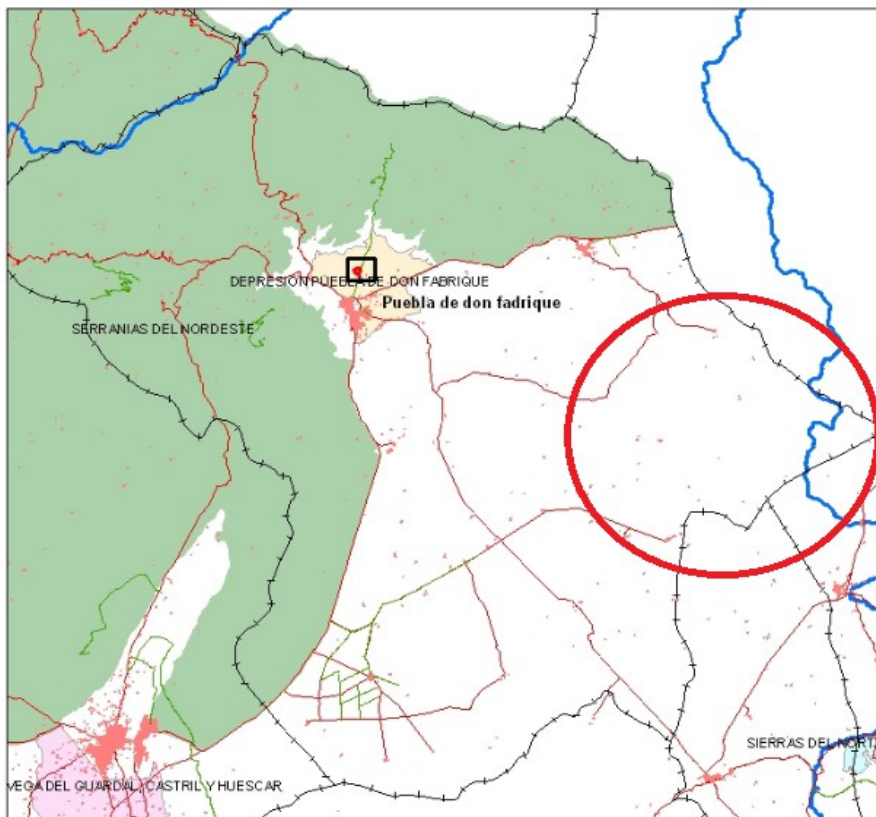 DEPRESIÓN PUEBLA DE DON FABRIQUE
Puebla de don fadrique
SERRANIAS DEL NORDESTE
SIERRAS DEL NORT
VEGA DEL GUARDAL, CASTRIL Y HUESCAR